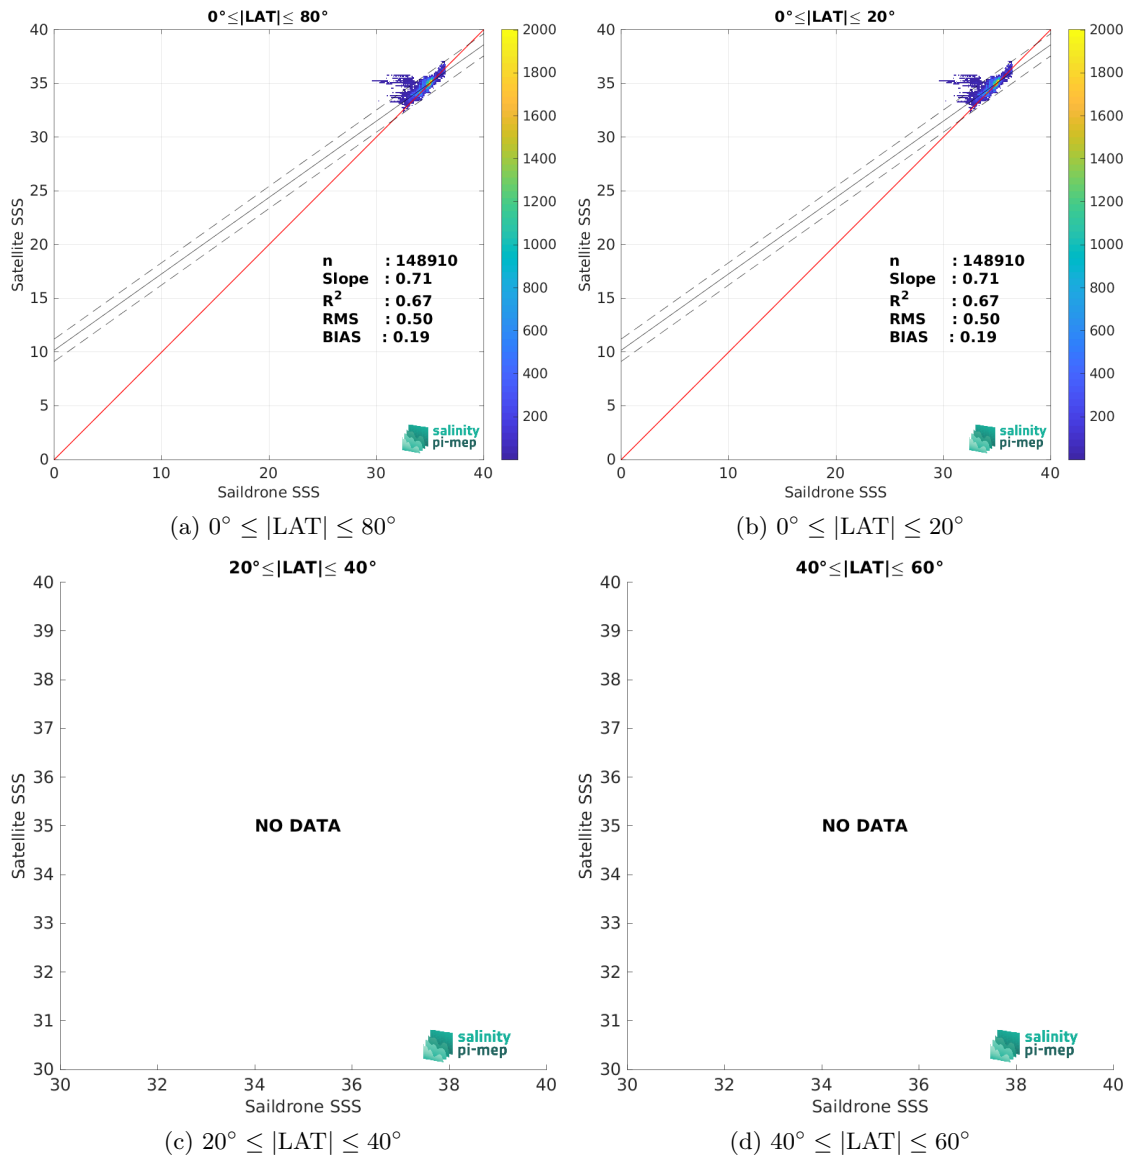 0°≤|LAT|≤ 80°
40
35
30
25
20
15
10
5
0
Satellite SSS
n : 148910
Slope : 0.71
R² : 0.67
RMS : 0.50
BIAS : 0.19
salinity
pi-mep
0 10 20 30 40
Saildrone SSS
2000
1800
1600
1400
1200
1000
800
600
400
200
(a) 0° ≤ |LAT| ≤ 80°
0°≤|LAT|≤ 20°
40
35
30
25
20
15
10
5
0
Satellite SSS
n : 148910
Slope : 0.71
R² : 0.67
RMS : 0.50
BIAS : 0.19
salinity
pi-mep
0 10 20 30 40
Saildrone SSS
2000
1800
1600
1400
1200
1000
800
600
400
200
(b) 0° ≤ |LAT| ≤ 20°
20°≤|LAT|≤ 40°
40
39
38
37
36
35
34
33
32
31
30
Satellite SSS
NO DATA
salinity
pi-mep
30 32 34 36 38 40
Saildrone SSS
(c) 20° ≤ |LAT| ≤ 40°
40°≤|LAT|≤ 60°
40
39
38
37
36
35
34
33
32
31
30
Satellite SSS
NO DATA
salinity
pi-mep
30 32 34 36 38 40
Saildrone SSS
(d) 40° ≤ |LAT| ≤ 60°